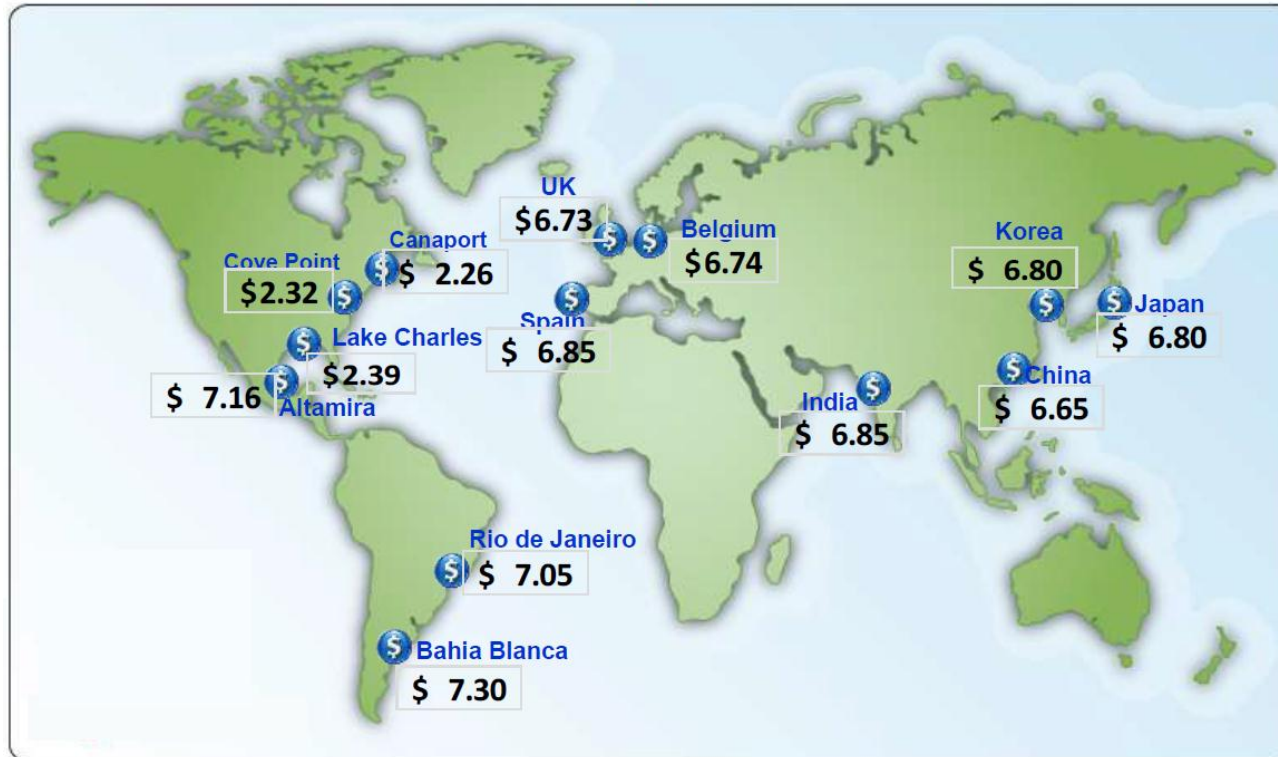 UK
$6.73
Belgium
$6.74
Korea
$ 6.80
Canaport
$ 2.26
Cove Point
$2.32
Japan
$ 6.80
Spain
$ 6.85
Lake Charles
$2.39
China
$ 6.65
$ 7.16
Altamira
India
$ 6.85
Rio de Janeiro
$ 7.05
Bahia Blanca
$ 7.30